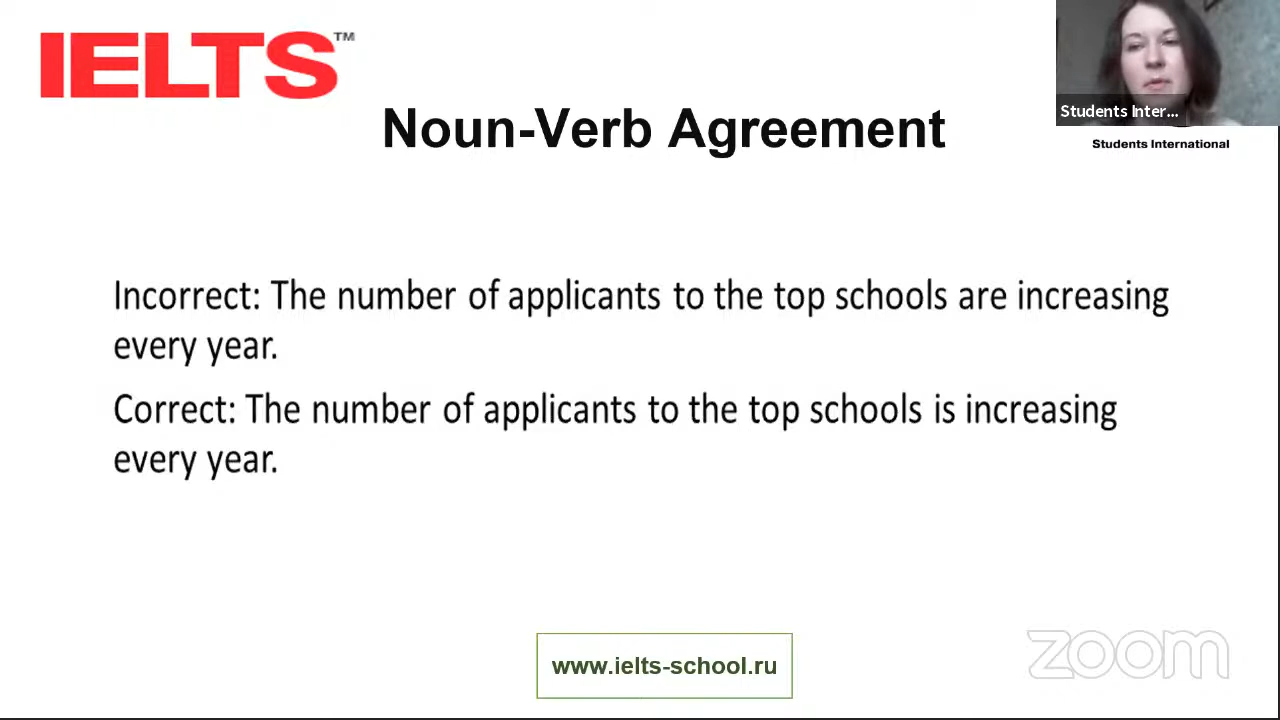 IELTS™
Students Inter...
Students International
Noun-Verb Agreement
Incorrect: The number of applicants to the top schools are increasing
every year.
Correct: The number of applicants to the top schools is increasing
every year.
www.ielts-school.ru
zoom